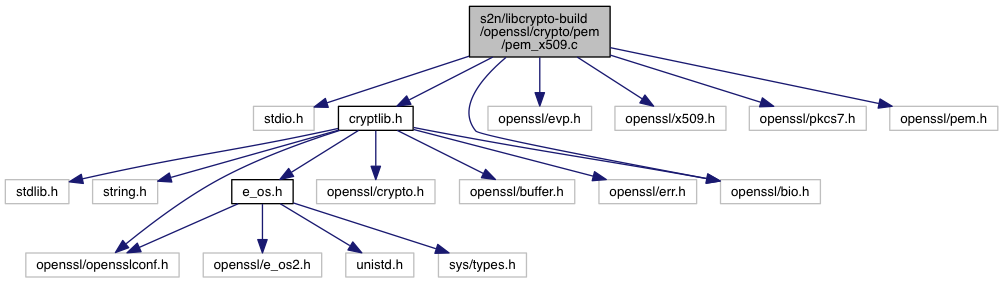 s2n/libcrypto-build
/openssl/crypto/pem
/pem_x509.c
stdio.h
cryptlib.h
openssl/evp.h
openssl/x509.h
openssl/pkcs7.h
openssl/pem.h
stdlib.h
string.h
e_os.h
openssl/crypto.h
openssl/buffer.h
openssl/err.h
openssl/bio.h
openssl/opensslconf.h
openssl/e_os2.h
unistd.h
sys/types.h